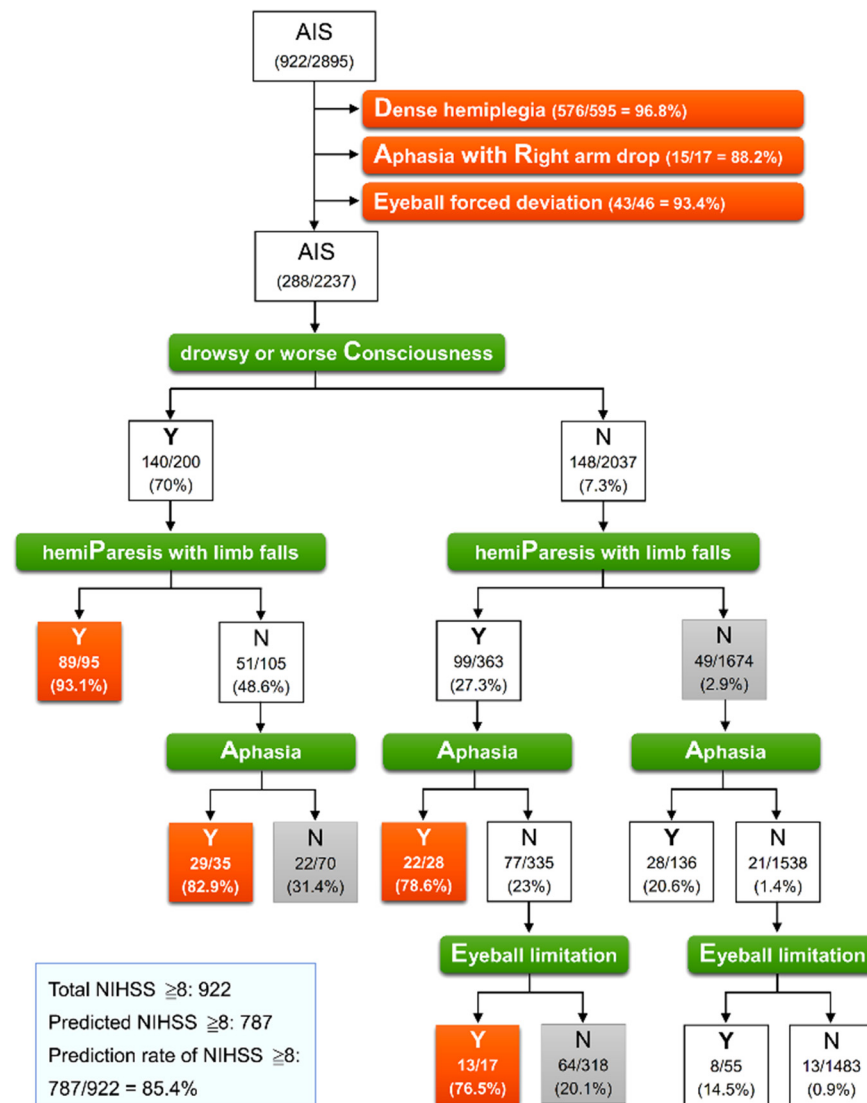 AIS
(922/2895)
Dense hemiplegia (576/595 = 96.8%)
Aphasia with Right arm drop (15/17 = 88.2%)
Eyeball forced deviation (43/46 = 93.4%)
AIS
(288/2237)
drowsy or worse Consciousness
Y
140/200
(70%)
N
148/2037
(7.3%)
hemiParesis with limb falls
hemiParesis with limb falls
Y
89/95
(93.1%)
N
51/105
(48.6%)
Y
99/363
(27.3%)
N
49/1674
(2.9%)
Aphasia
Aphasia
Aphasia
Y
29/35
(82.9%)
N
22/70
(31.4%)
Y
22/28
(78.6%)
N
77/335
(23%)
Y
28/136
(20.6%)
N
21/1538
(1.4%)
Eyeball limitation
Eyeball limitation
Y
13/17
(76.5%)
N
64/318
(20.1%)
Y
8/55
(14.5%)
N
13/1483
(0.9%)
Total NIHSS ≧8: 922
Predicted NIHSS ≧8: 787
Prediction rate of NIHSS ≧8:
787/922 = 85.4%